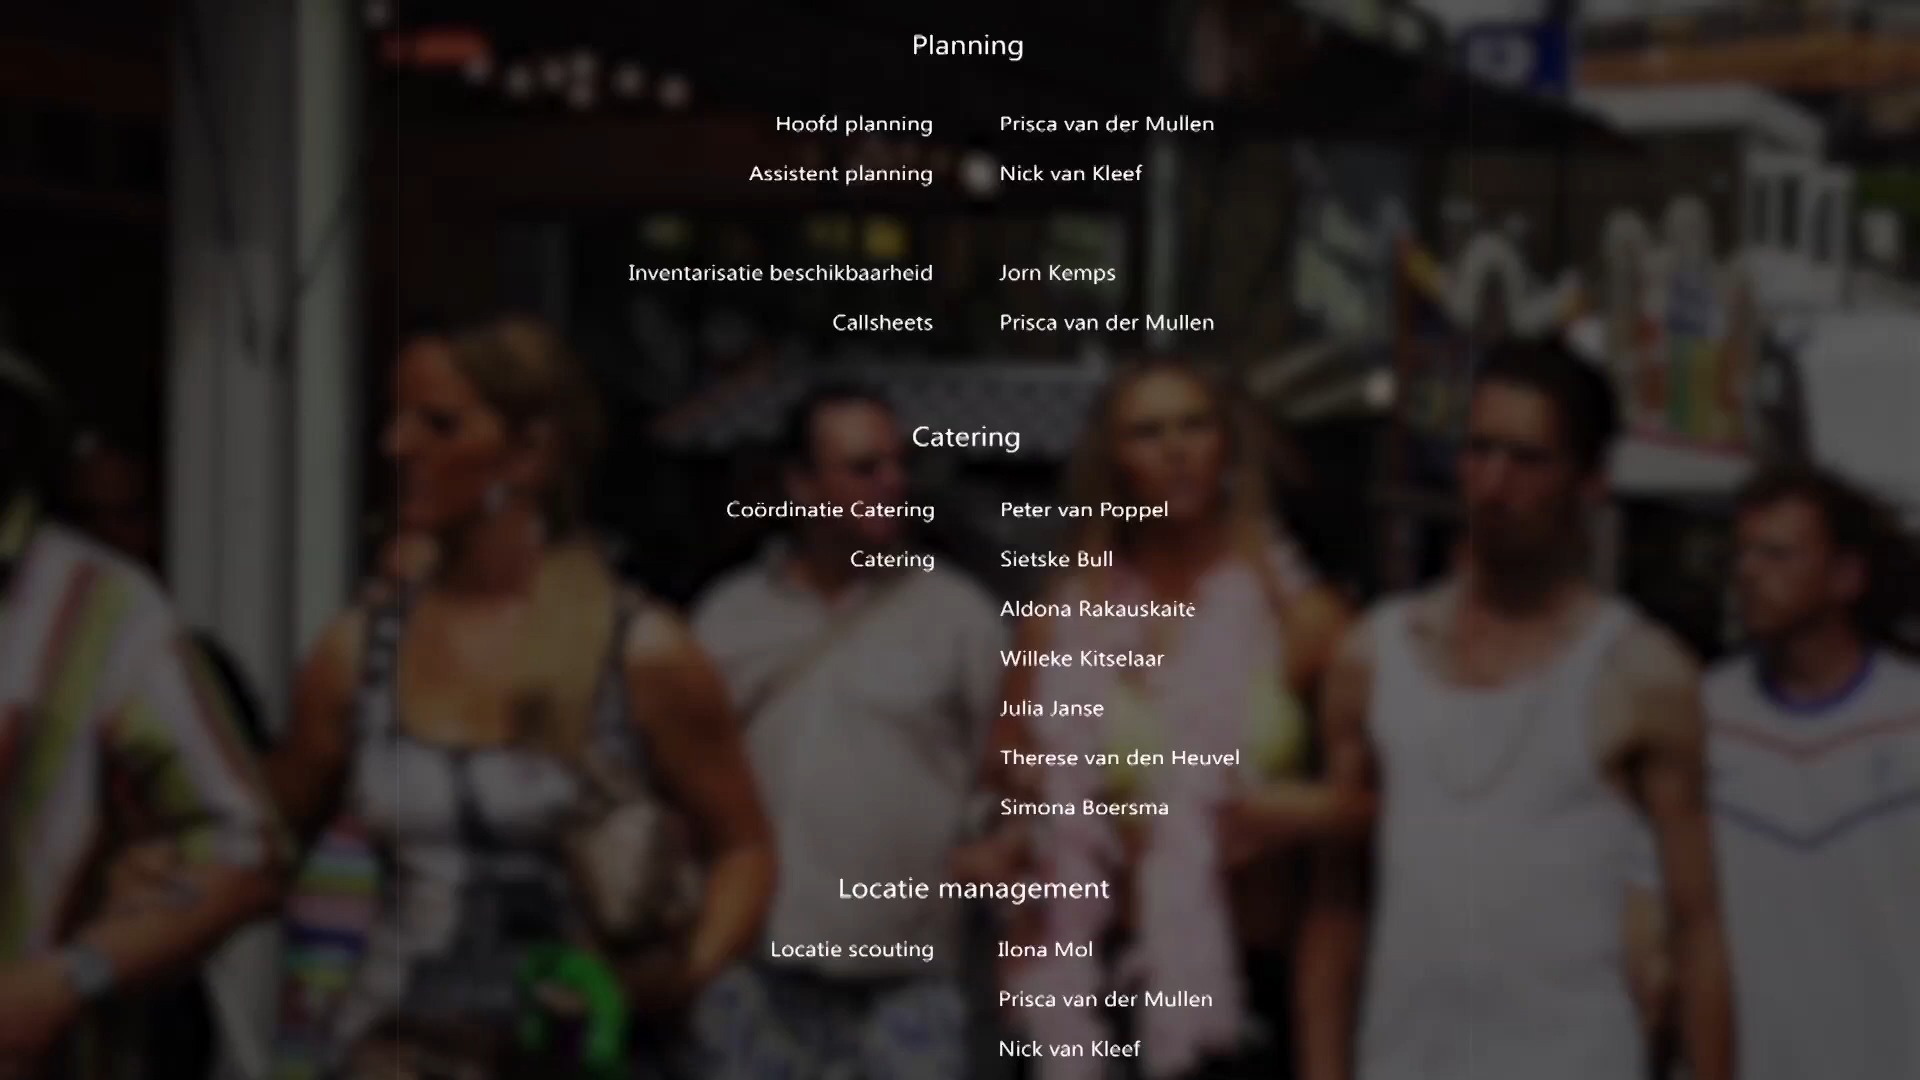 Planning
Hoofd planning Prisca van der Mullen
Assistent planning Nick van Kleef
Inventarisatie beschikbaarheid Jorn Kemps
Callsheets Prisca van der Mullen
Catering
Coördinatie Catering Peter van Poppel
Catering Sietske Bull
Aldona Rakauskaitė
Willeke Kitselaar
Julia Janse
Therese van den Heuvel
Simona Boersma
Locatie management
Locatie scouting Ilona Mol
Prisca van der Mullen
Nick van Kleef